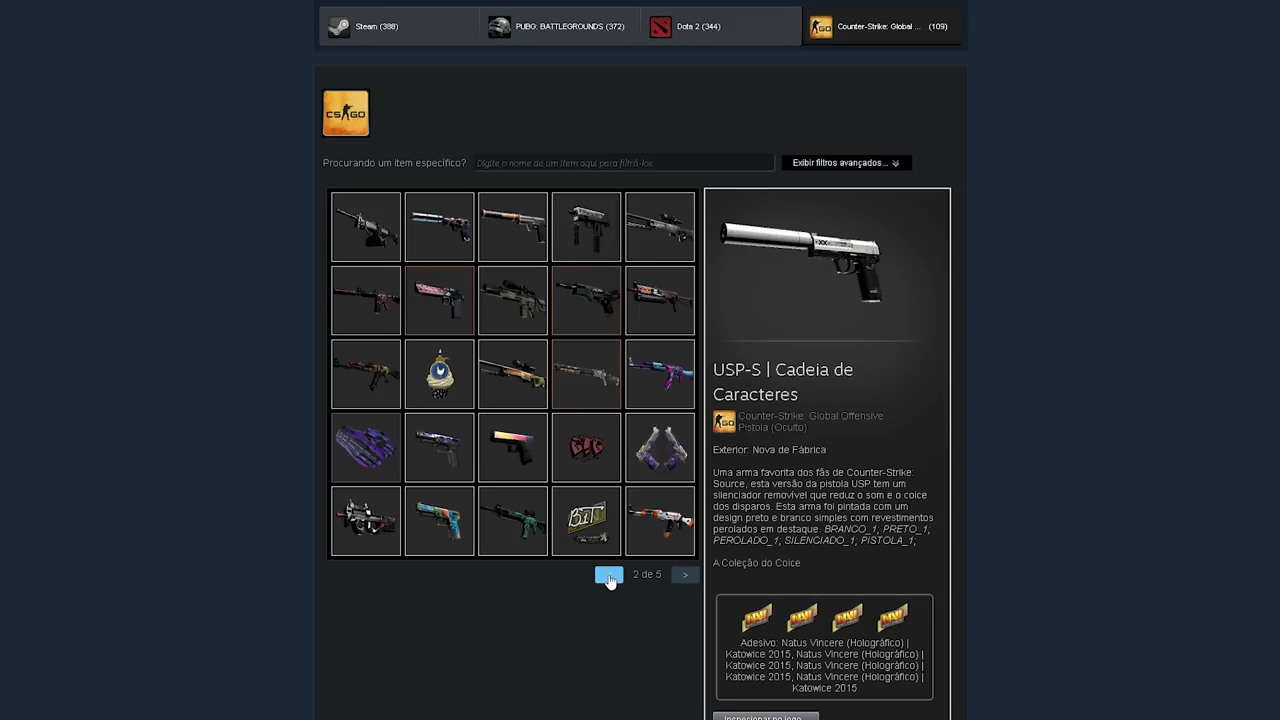 Steam (388)
PUBG: BATTLEGROUNDS (372)
Dota 2 (344)
Counter-Strike: Global ... (109)
CS GO
Procurando um item específico?
Digite o nome de um item aqui para filtrá-los
Exibir filtros avançados...
USP-S | Cadeia de
Caracteres
GO
Counter-Strike: Global Offensive
Pistola (Oculto)
Exterior: Nova de Fábrica
Uma arma favorita dos fãs de Counter-Strike:
Source, esta versão da pistola USP tem um
silenciador removível que reduz o som e o coice
dos disparos. Esta arma foi pintada com um
design preto e branco simples com revestimentos
perolados em destaque. BRANCO_1; PRETO_1;
PEROLADO_1; SILENCIADO_1; PISTOLA_1;
A Coleção do Coice
2 de 5 >
Adesivo: Natus Vincere (Holográfico) |
Katowice 2015, Natus Vincere (Holográfico) |
Katowice 2015, Natus Vincere (Holográfico) |
Katowice 2015, Natus Vincere (Holográfico) |
Katowice 2015
Inspecionar no jogo...